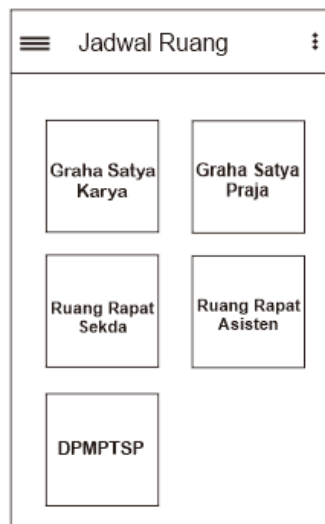 Jadwal Ruang
Graha Satya
Karya
Graha Satya
Praja
Ruang Rapat
Sekda
Ruang Rapat
Asisten
DPMPTSP